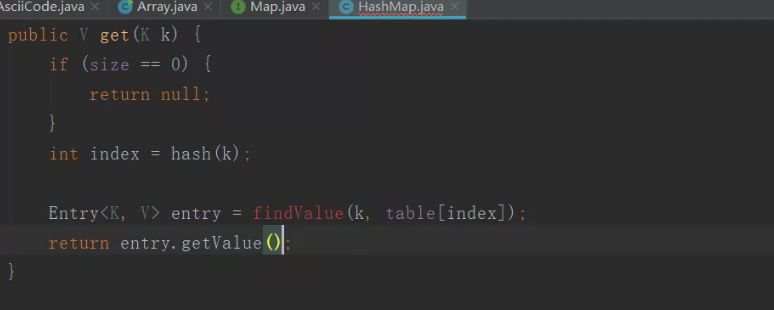 AsciiCode.java × Array.java × Map.java × HashMap.java ×
public V get(K k) {
if (size == 0) {
return null;
}
int index = hash(k);
Entry<K, V> entry = findValue(k, table[index]);
return entry.getValue();
}